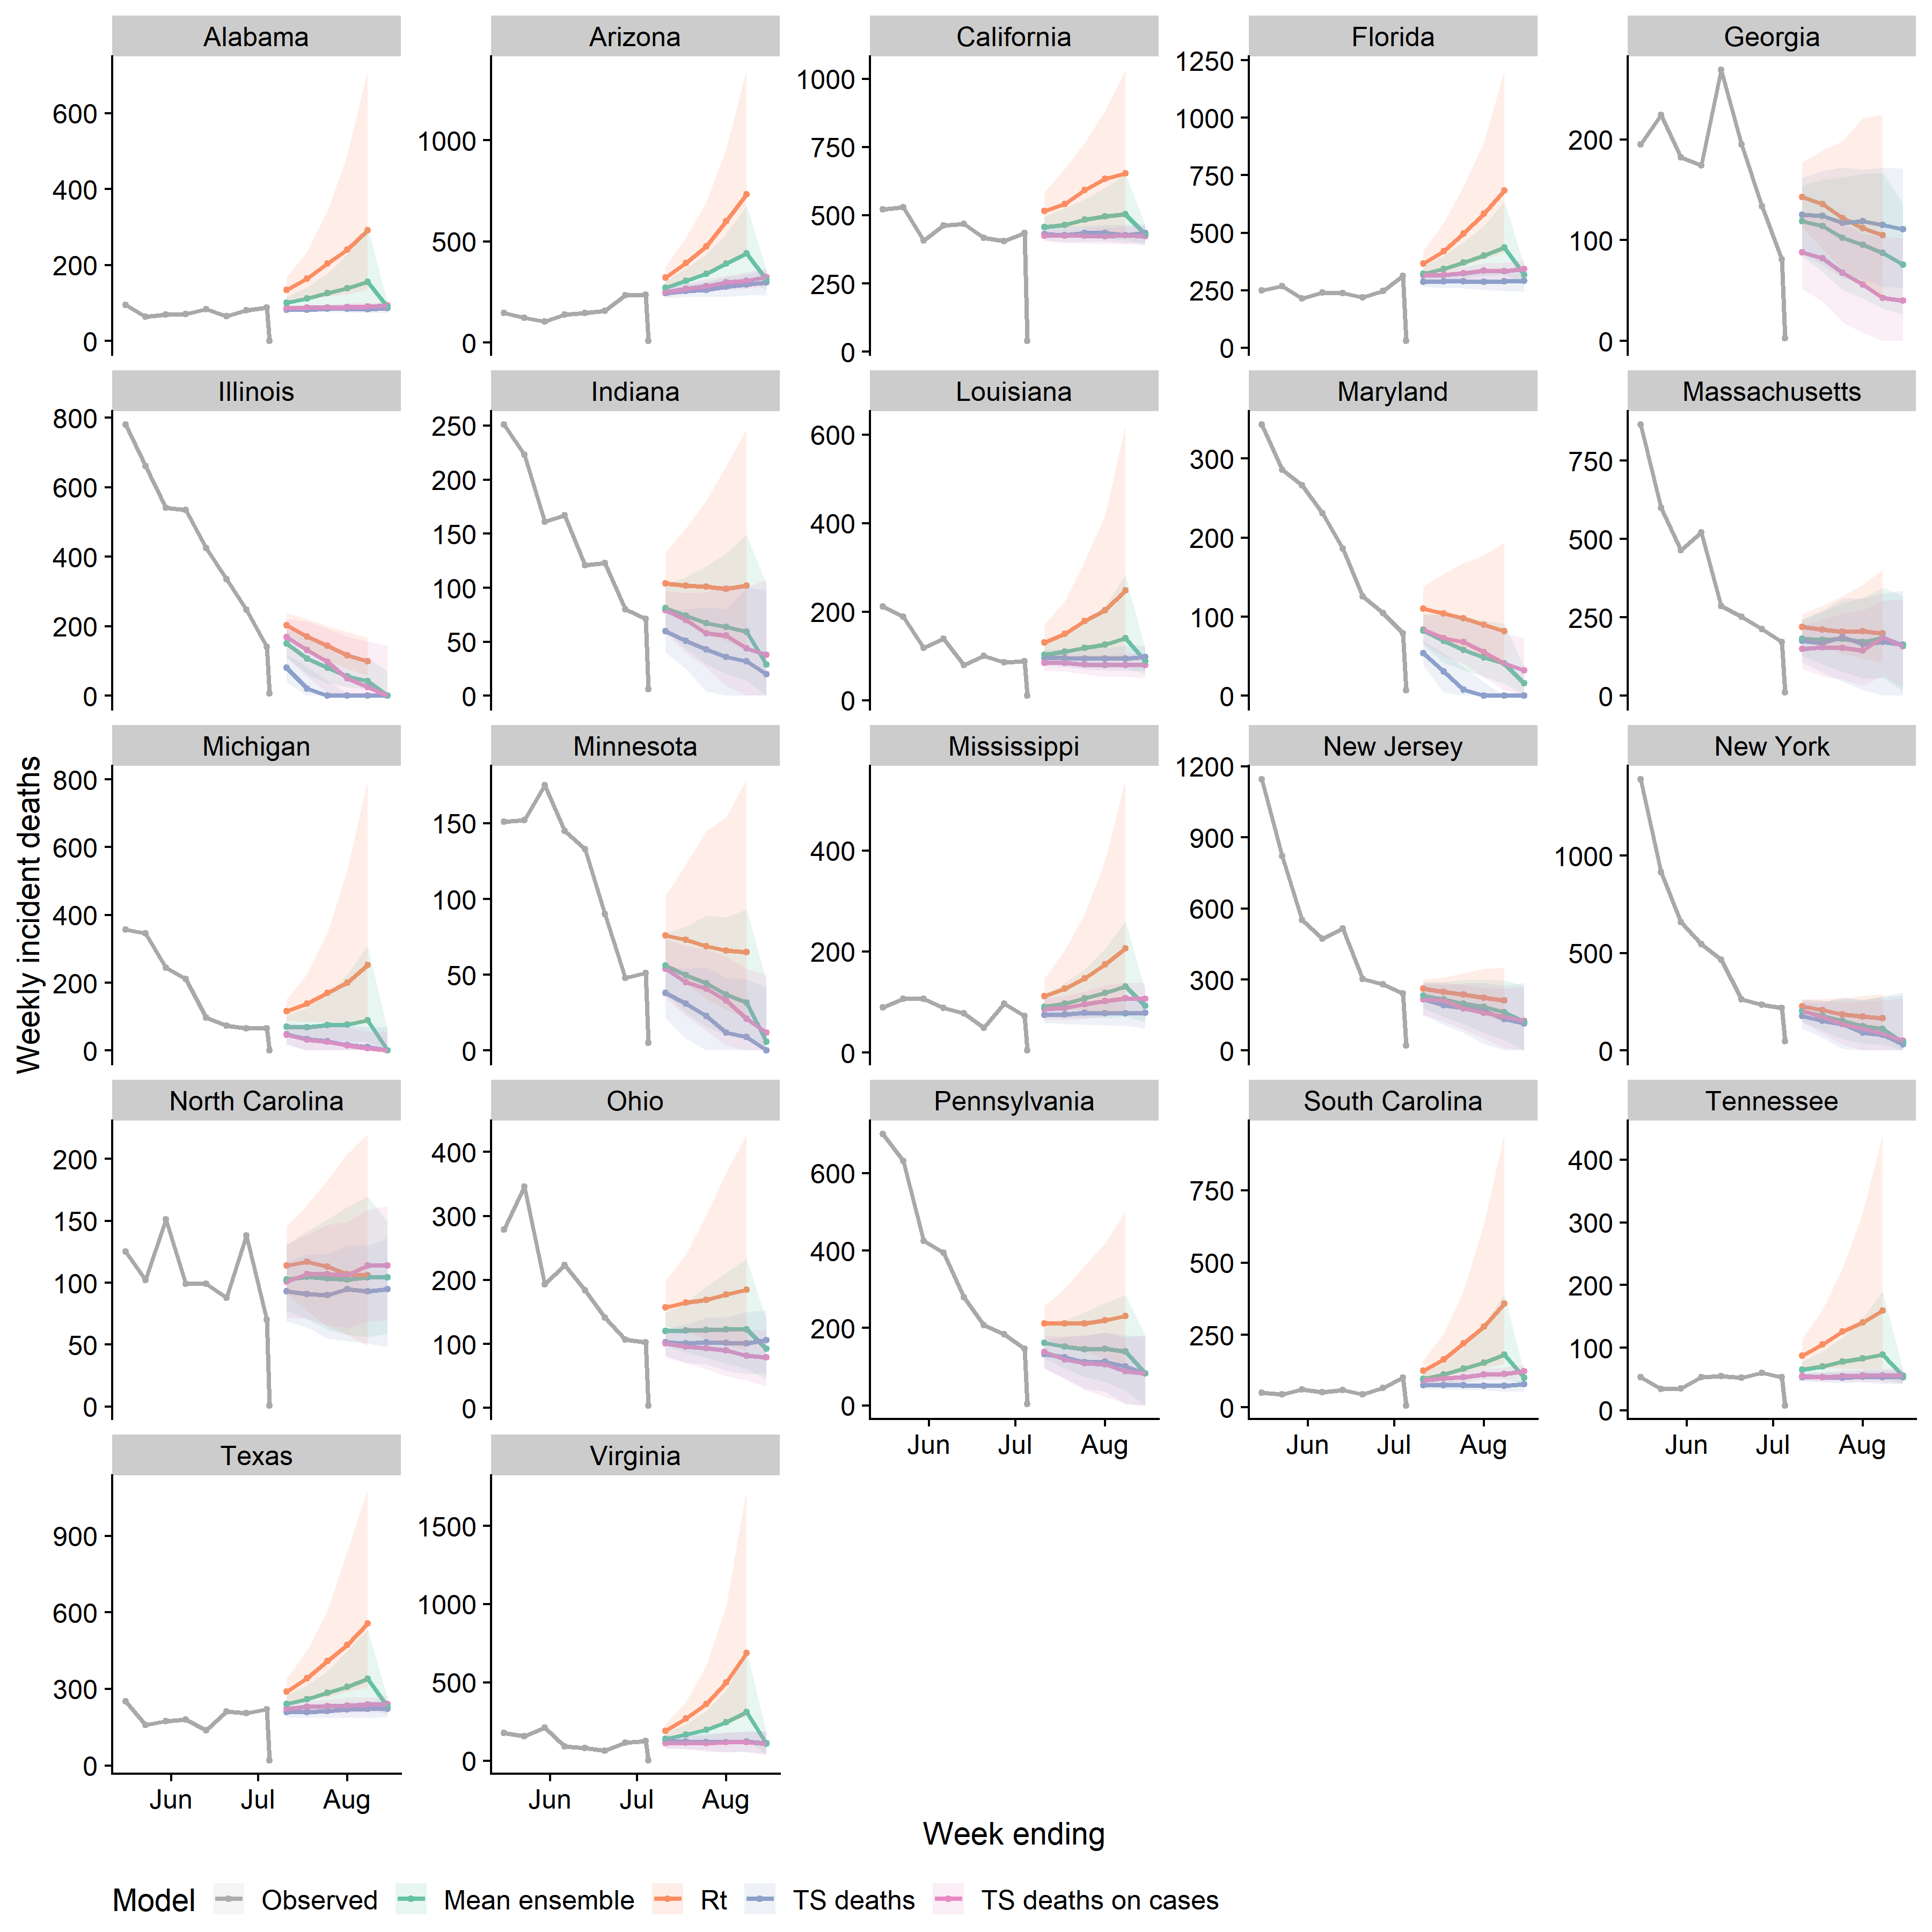 Alabama Arizona California Florida Georgia
600 400 200 0
1000 500 0
1000 750 500 250 0
1250 1000 750 500 250 0
200 100 0
Illinois Indiana Louisiana Maryland Massachusetts
800 600 400 200 0
250 200 150 100 50 0
600 400 200 0
300 200 100 0
750 500 250 0
Weekly incident deaths
Michigan Minnesota Mississippi New Jersey New York
800 600 400 200 0
150 100 50 0
400 200 0
1200 900 600 300 0
1000 500 0
North Carolina Ohio Pennsylvania South Carolina Tennessee
200 150 100 50 0
400 300 200 100 0
600 400 200 0
750 500 250 0
400 300 200 100 0
Jun Jul Aug Jun Jul Aug Jun Jul Aug
Texas Virginia
900 600 300 0
1500 1000 500 0
Jun Jul Aug Jun Jul Aug
Week ending
Model Observed Mean ensemble Rt TS deaths TS deaths on cases